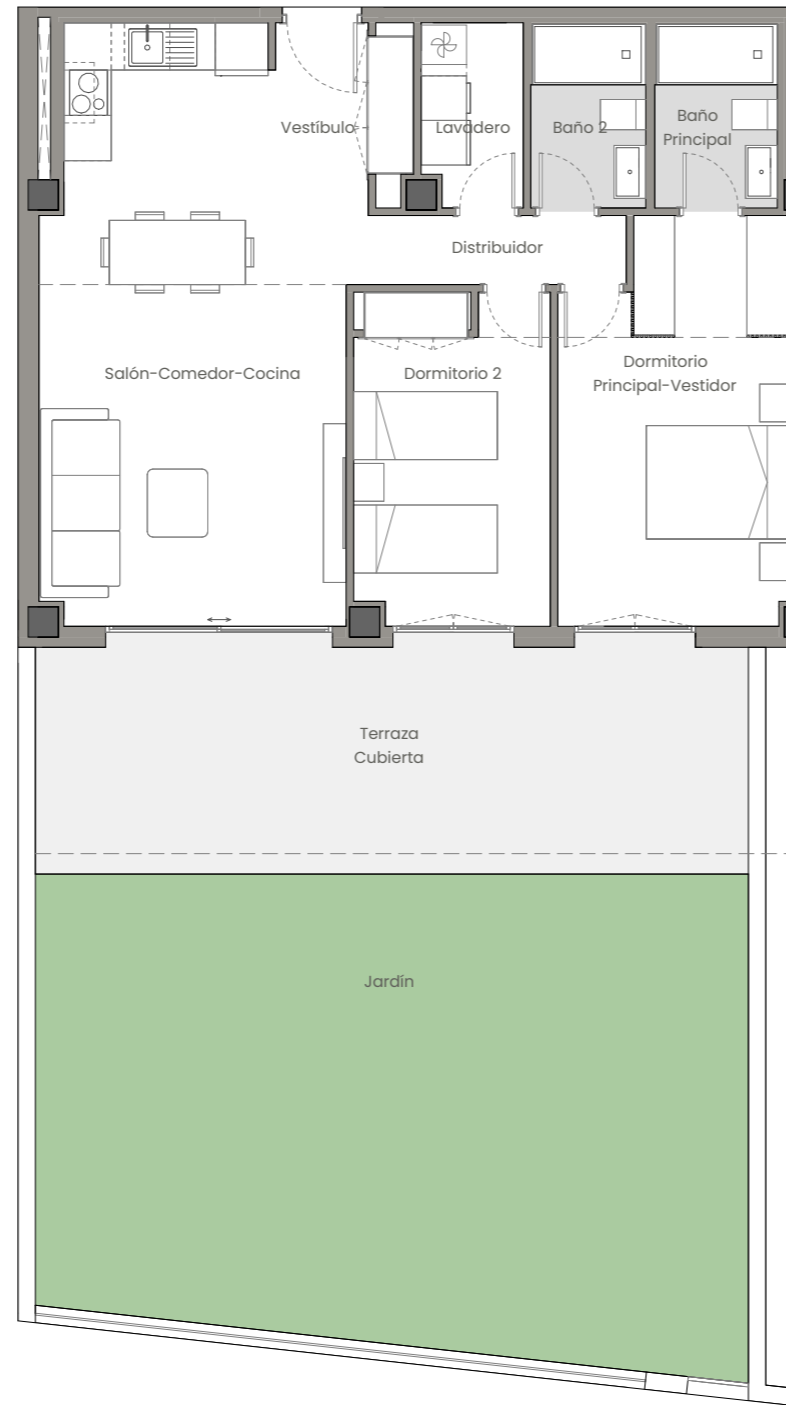 Vestíbulo
Lavadero
Baño 2
Baño
Principal
Distribuidor
Salón-Comedor-Cocina
Dormitorio 2
Dormitorio
Principal-Vestidor
Terraza
Cubierta
Jardín